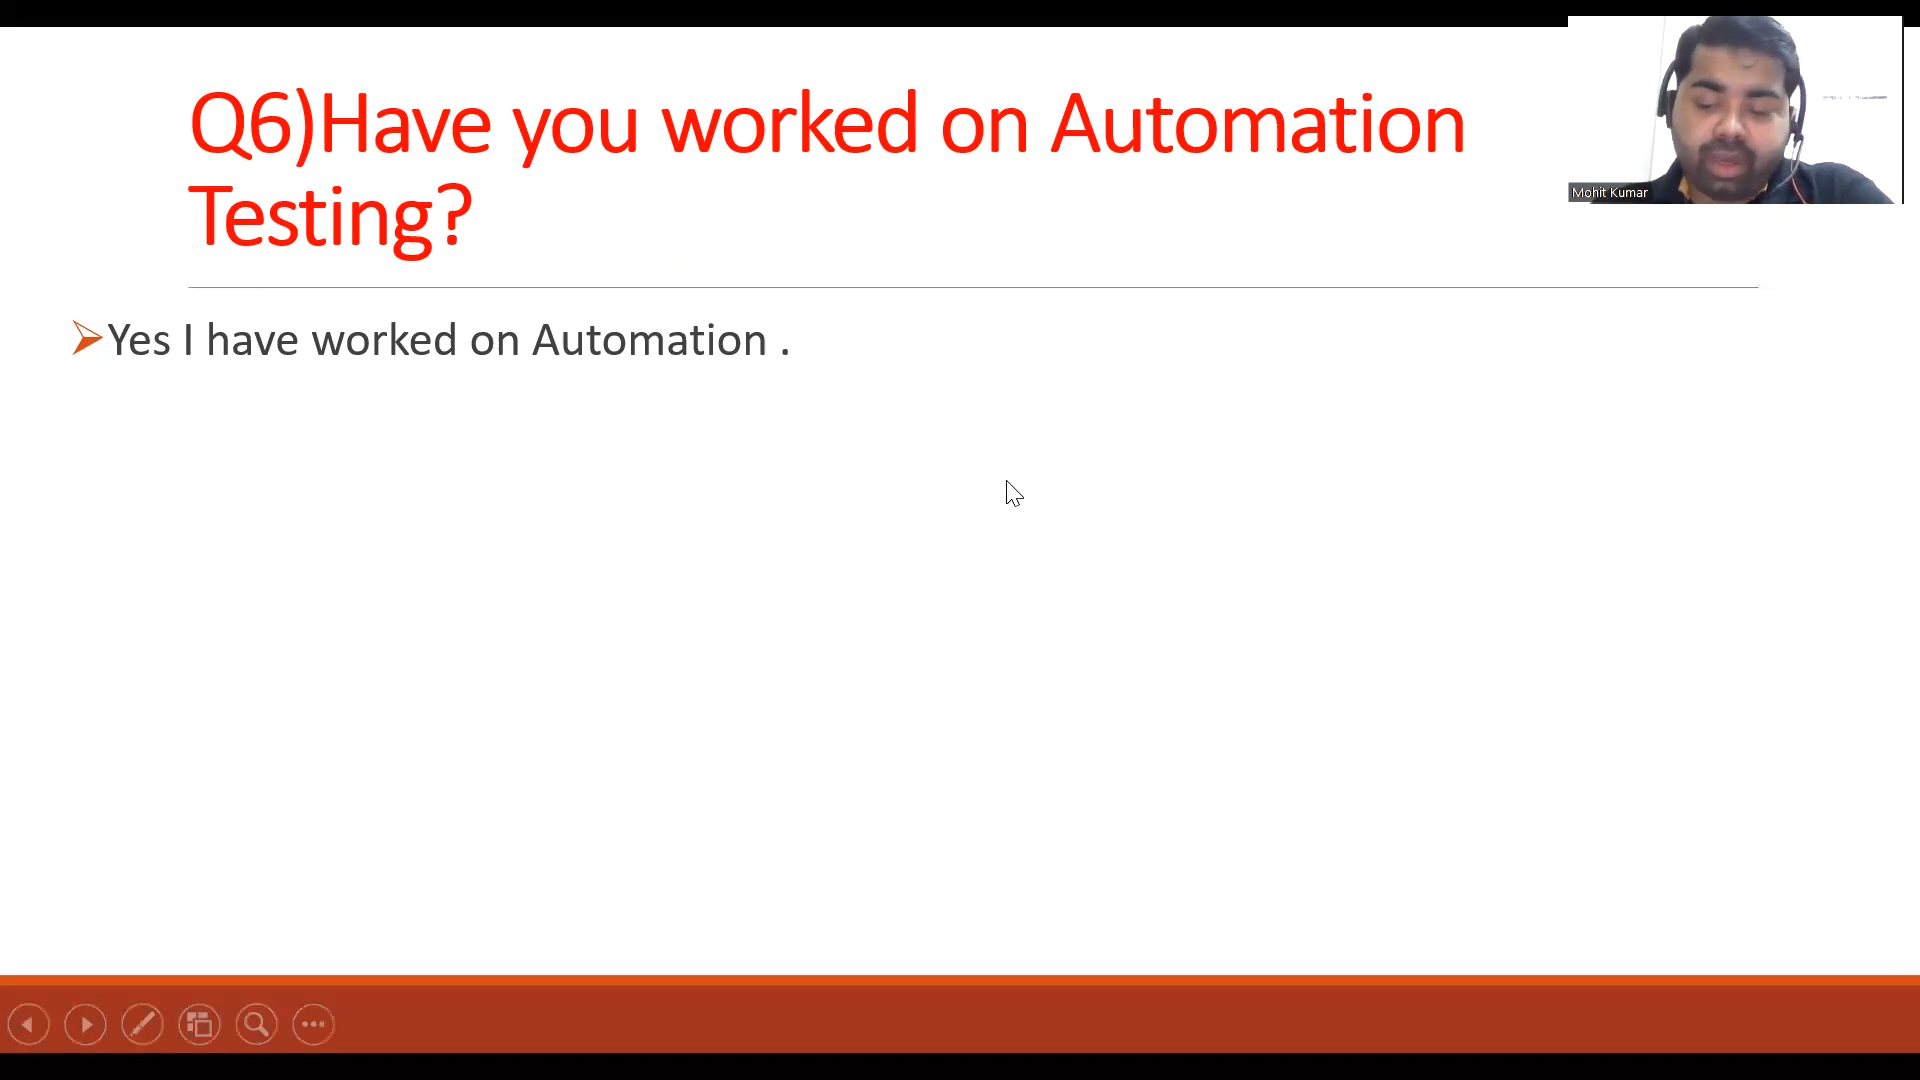 Q6)Have you worked on Automation
Testing?
Yes I have worked on Automation .
Mohit Kumar